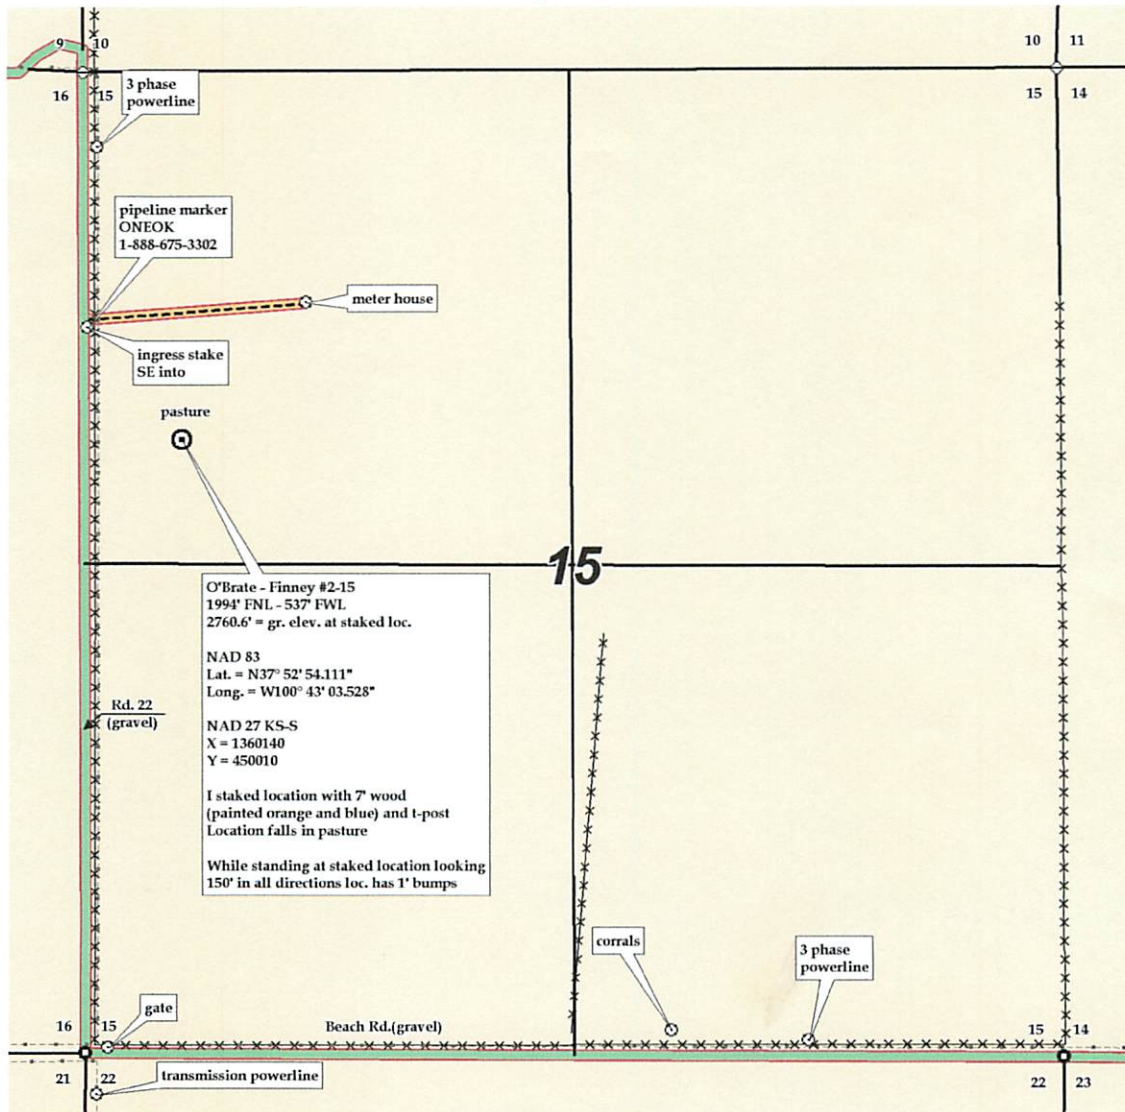 9 10
10 11
16 15
15 14
3 phase
powerline
pipeline marker
ONEOK
1-888-675-3302
meter house
ingress stake
SE into
pasture
15
O'Brate - Finney #2-15
1994' FNL - 537' FWL
2760.6' = gr. elev. at staked loc.
NAD 83
Lat. = N37° 52' 54.111"
Long. = W100° 43' 03.528"
NAD 27 KS-S
X = 1360140
Y = 450010
I staked location with 7' wood
(painted orange and blue) and t-post
Location falls in pasture
While standing at staked location looking
150' in all directions loc. has 1' bumps
Rd. 22
(gravel)
corrals
3 phase
powerline
gate
16 15
Beach Rd.(gravel)
15 14
21 22
transmission powerline
22 23